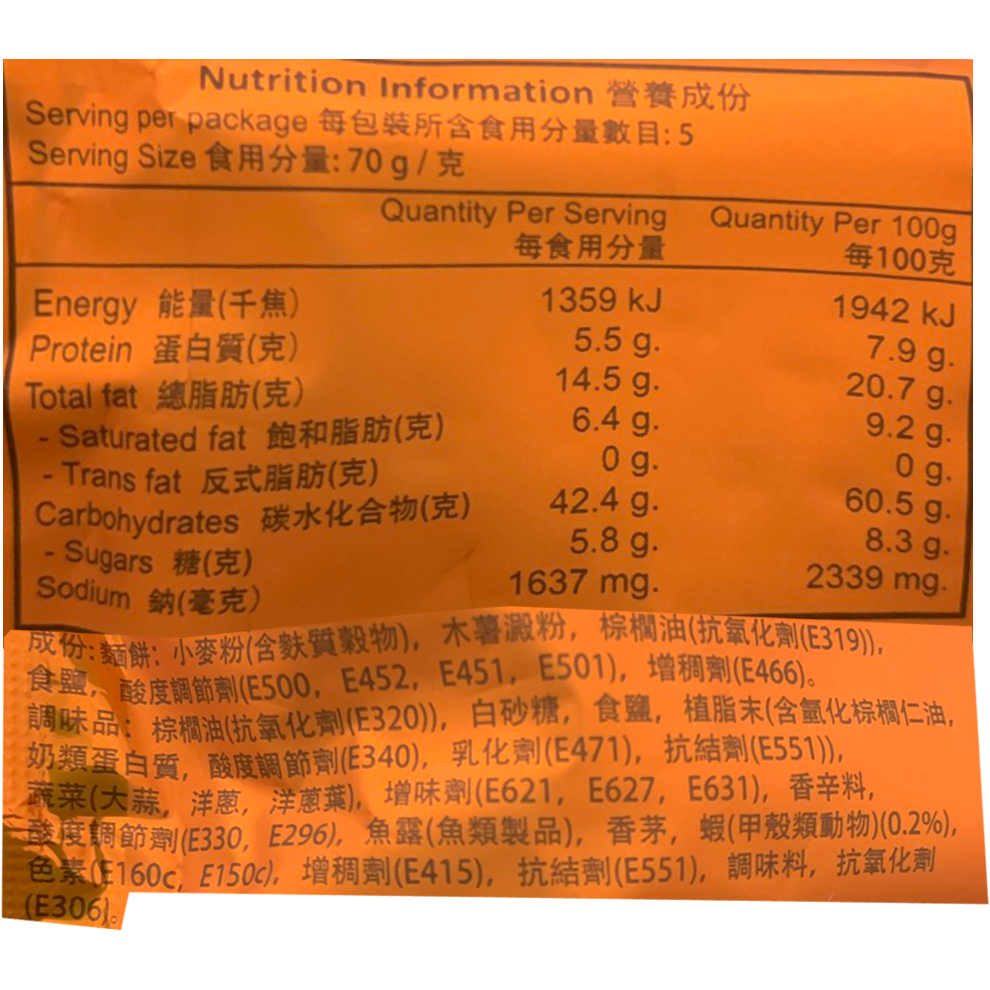 Nutrition Information 營養成份
Serving per package 每包裝所含食用分量數目: 5
Serving Size 食用分量: 70 g / 克
Quantity Per Serving Quantity Per 100g
每食用分量 每100克
Energy 能量(千焦) 1359 kJ 1942 kJ
Protein 蛋白質(克) 5.5 g. 7.9 g.
Total fat 總脂肪(克) 14.5 g. 20.7 g.
- Saturated fat 飽和脂肪(克) 6.4 g. 9.2 g.
- Trans fat 反式脂肪(克) 0 g. 0 g.
Carbohydrates 碳水化合物(克) 42.4 g. 60.5 g.
- Sugars 糖(克) 5.8 g. 8.3 g.
Sodium 鈉(毫克) 1637 mg. 2339 mg.
成份: 麵餅: 小麥粉(含麩質穀物), 木薯澱粉, 棕櫚油(抗氧化劑(E319)),
食鹽, 酸度調節劑(E500, E452, E451, E501), 增稠劑(E466)。
調味品: 棕櫚油(抗氧化劑(E320)), 白砂糖, 食鹽, 植脂末(含氫化棕櫚仁油,
奶類蛋白質, 酸度調節劑(E340), 乳化劑(E471), 抗結劑(E551)),
蔬菜(大蒜, 洋蔥, 洋蔥葉), 增味劑(E621, E627, E631), 香辛料,
酸度調節劑(E330, E296), 魚露(魚類製品), 香茅, 蝦(甲殼類動物)(0.2%),
色素(E160c, E150c), 增稠劑(E415), 抗結劑(E551), 調味料, 抗氧化劑
(E306)。